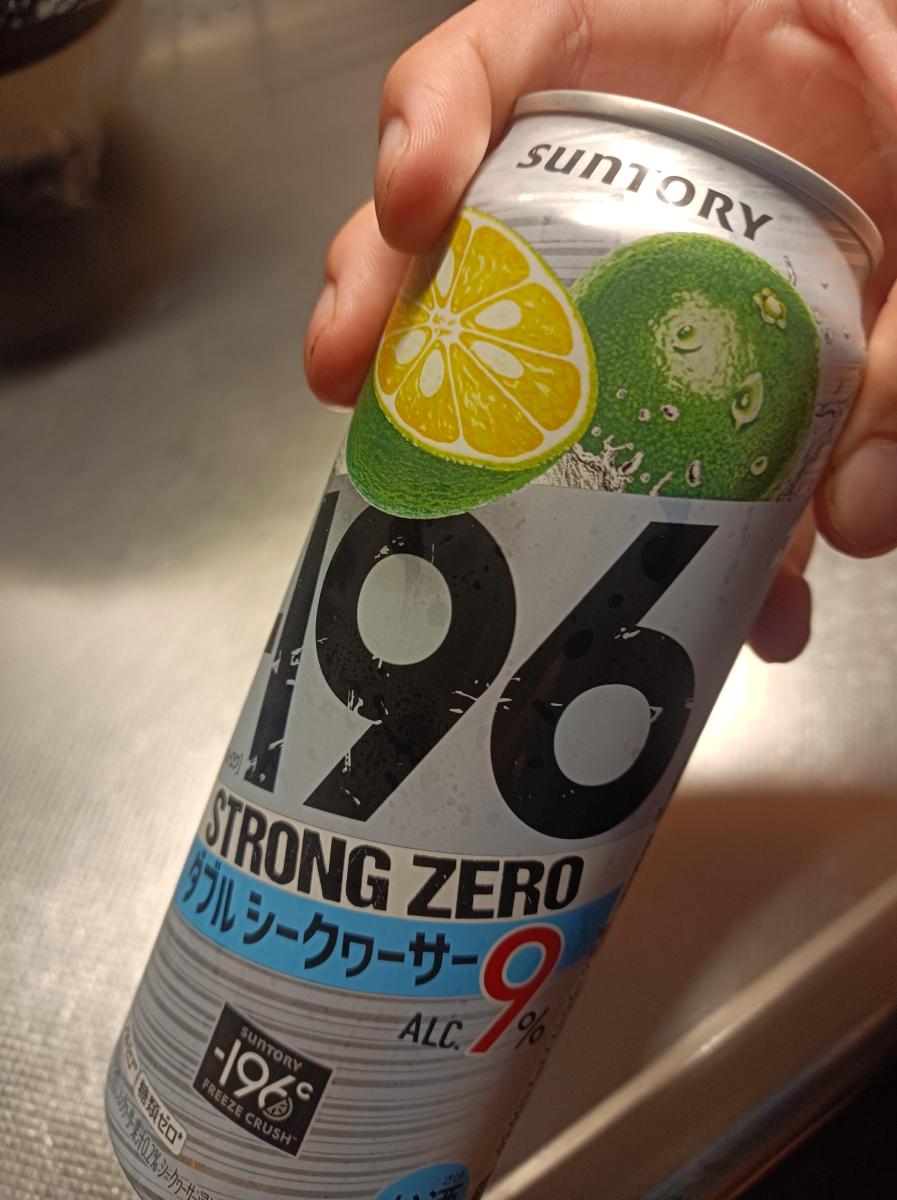 SUNTORY
-196
STRONG ZERO
ダブル シークヮーサー
ALC. 9%
SUNTORY
-196℃
FREEZE CRUSH™
糖類ゼロ*